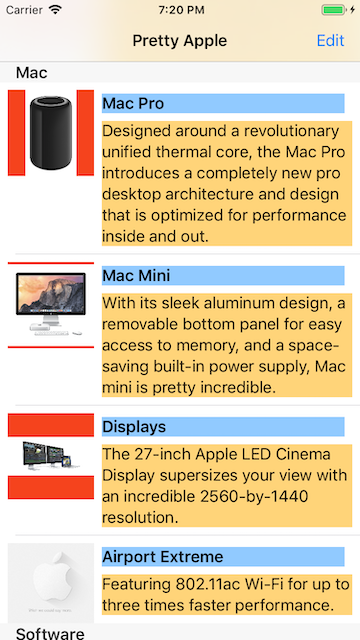 Carrier 7:20 PM
Pretty Apple Edit
Mac
Mac Pro
Designed around a revolutionary
unified thermal core, the Mac Pro
introduces a completely new pro
desktop architecture and design
that is optimized for performance
inside and out.
Mac Mini
With its sleek aluminum design, a
removable bottom panel for easy
access to memory, and a space-
saving built-in power supply, Mac
mini is pretty incredible.
Displays
The 27-inch Apple LED Cinema
Display supersizes your view with
an incredible 2560-by-1440
resolution.
Airport Extreme
Featuring 802.11ac Wi-Fi for up to
three times faster performance.
Software